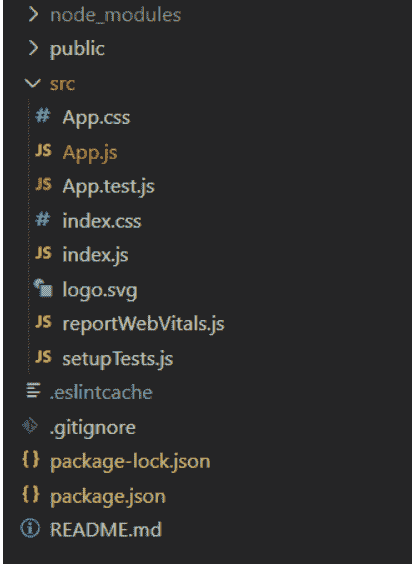 node_modules
public
src
# App.css
JS App.js
JS App.test.js
# index.css
JS index.js
logo.svg
JS reportWebVitals.js
JS setupTests.js
.eslintcache
.gitignore
{} package-lock.json
{} package.json
README.md